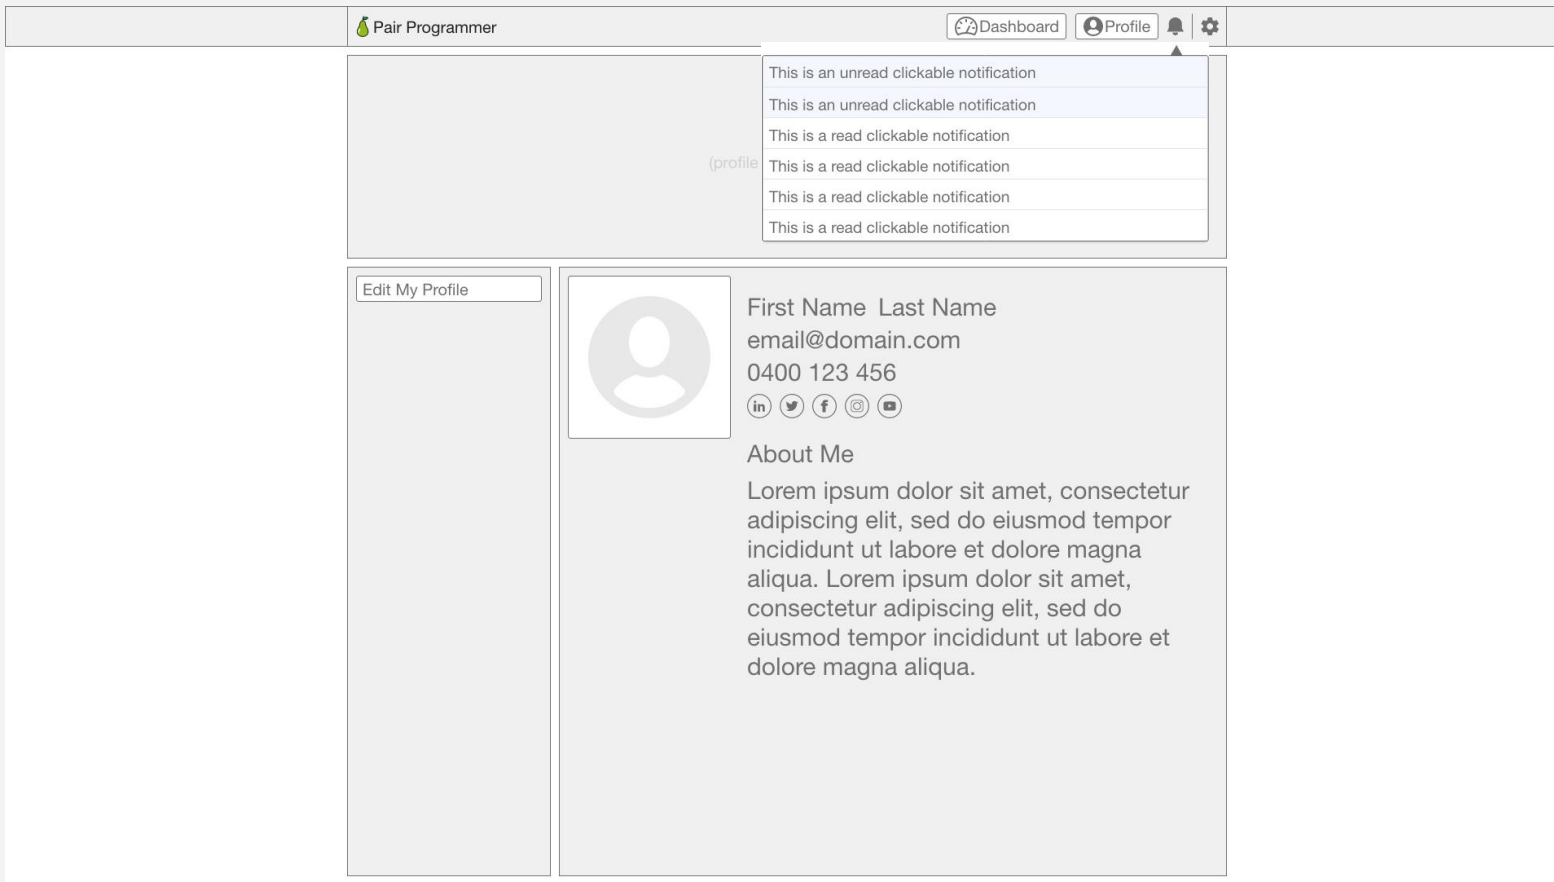 Pair Programmer
Dashboard
Profile
This is an unread clickable notification
This is an unread clickable notification
This is a read clickable notification
(profile
This is a read clickable notification
This is a read clickable notification
This is a read clickable notification
Edit My Profile
First Name Last Name
email@domain.com
0400 123 456
in
About Me
Lorem ipsum dolor sit amet, consectetur
adipiscing elit, sed do eiusmod tempor
incididunt ut labore et dolore magna
aliqua. Lorem ipsum dolor sit amet,
consectetur adipiscing elit, sed do
eiusmod tempor incididunt ut labore et
dolore magna aliqua.